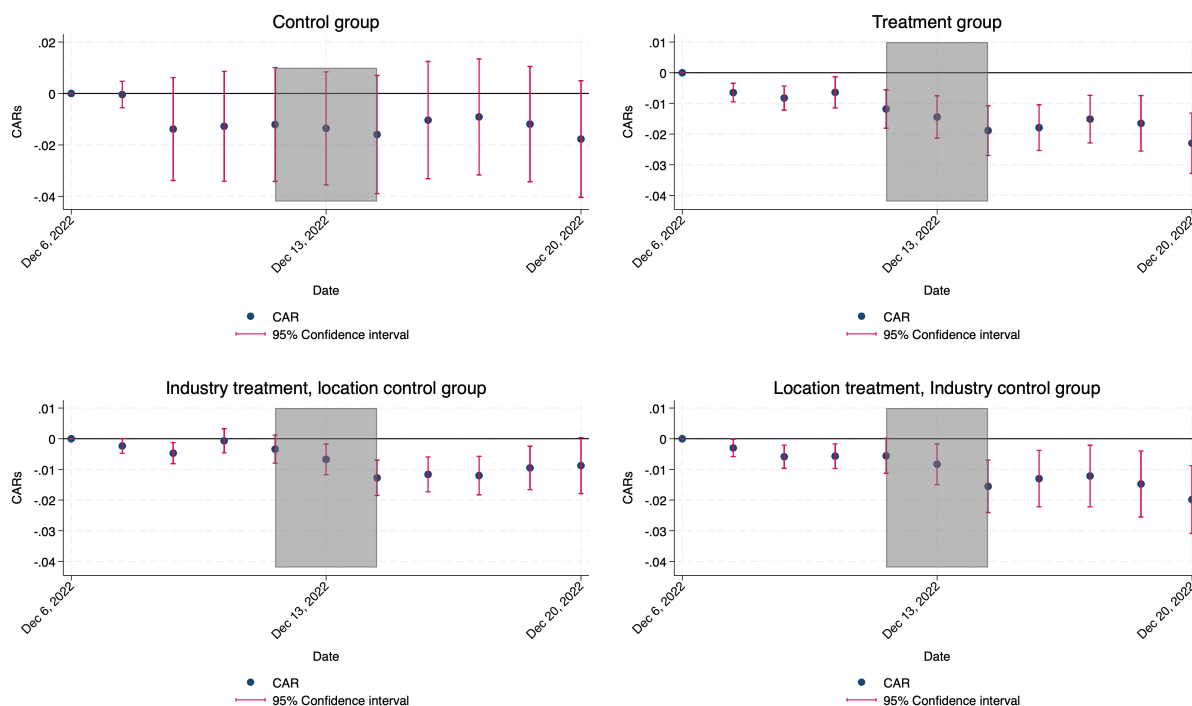 Control group
.02
0
-.02
-.04
CARs
Dec 6, 2022
Dec 13, 2022
Dec 20, 2022
Date
CAR
95% Confidence interval
Treatment group
.01
0
-.01
-.02
-.03
-.04
CARs
Dec 6, 2022
Dec 13, 2022
Dec 20, 2022
Date
CAR
95% Confidence interval
Industry treatment, location control group
.01
0
-.01
-.02
-.03
-.04
CARs
Dec 6, 2022
Dec 13, 2022
Dec 20, 2022
Date
CAR
95% Confidence interval
Location treatment, Industry control group
.01
0
-.01
-.02
-.03
-.04
CARs
Dec 6, 2022
Dec 13, 2022
Dec 20, 2022
Date
CAR
95% Confidence interval